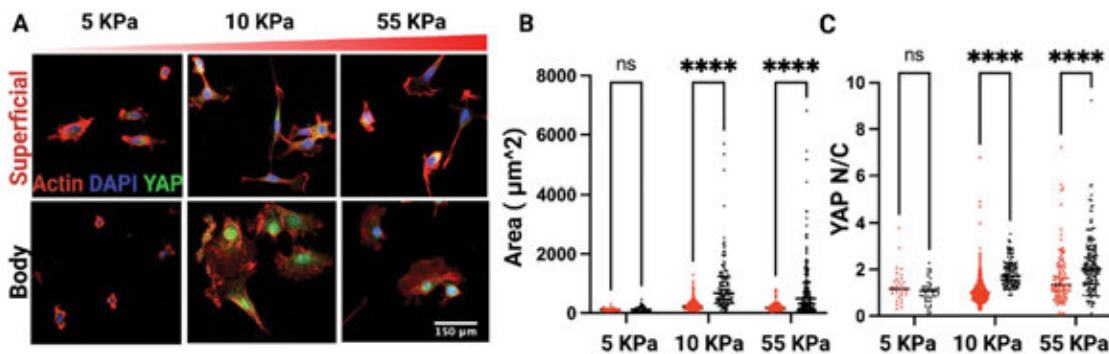 A
5 KPa 10 KPa 55 KPa
Superficial
Actin DAPI YAP
Body
150 µm
B
Area ( µm^2)
8000
6000
4000
2000
0
ns
****
****
5 KPa 10 KPa 55 KPa
C
YAP N/C
10
8
6
4
2
0
ns
****
****
5 KPa 10 KPa 55 KPa